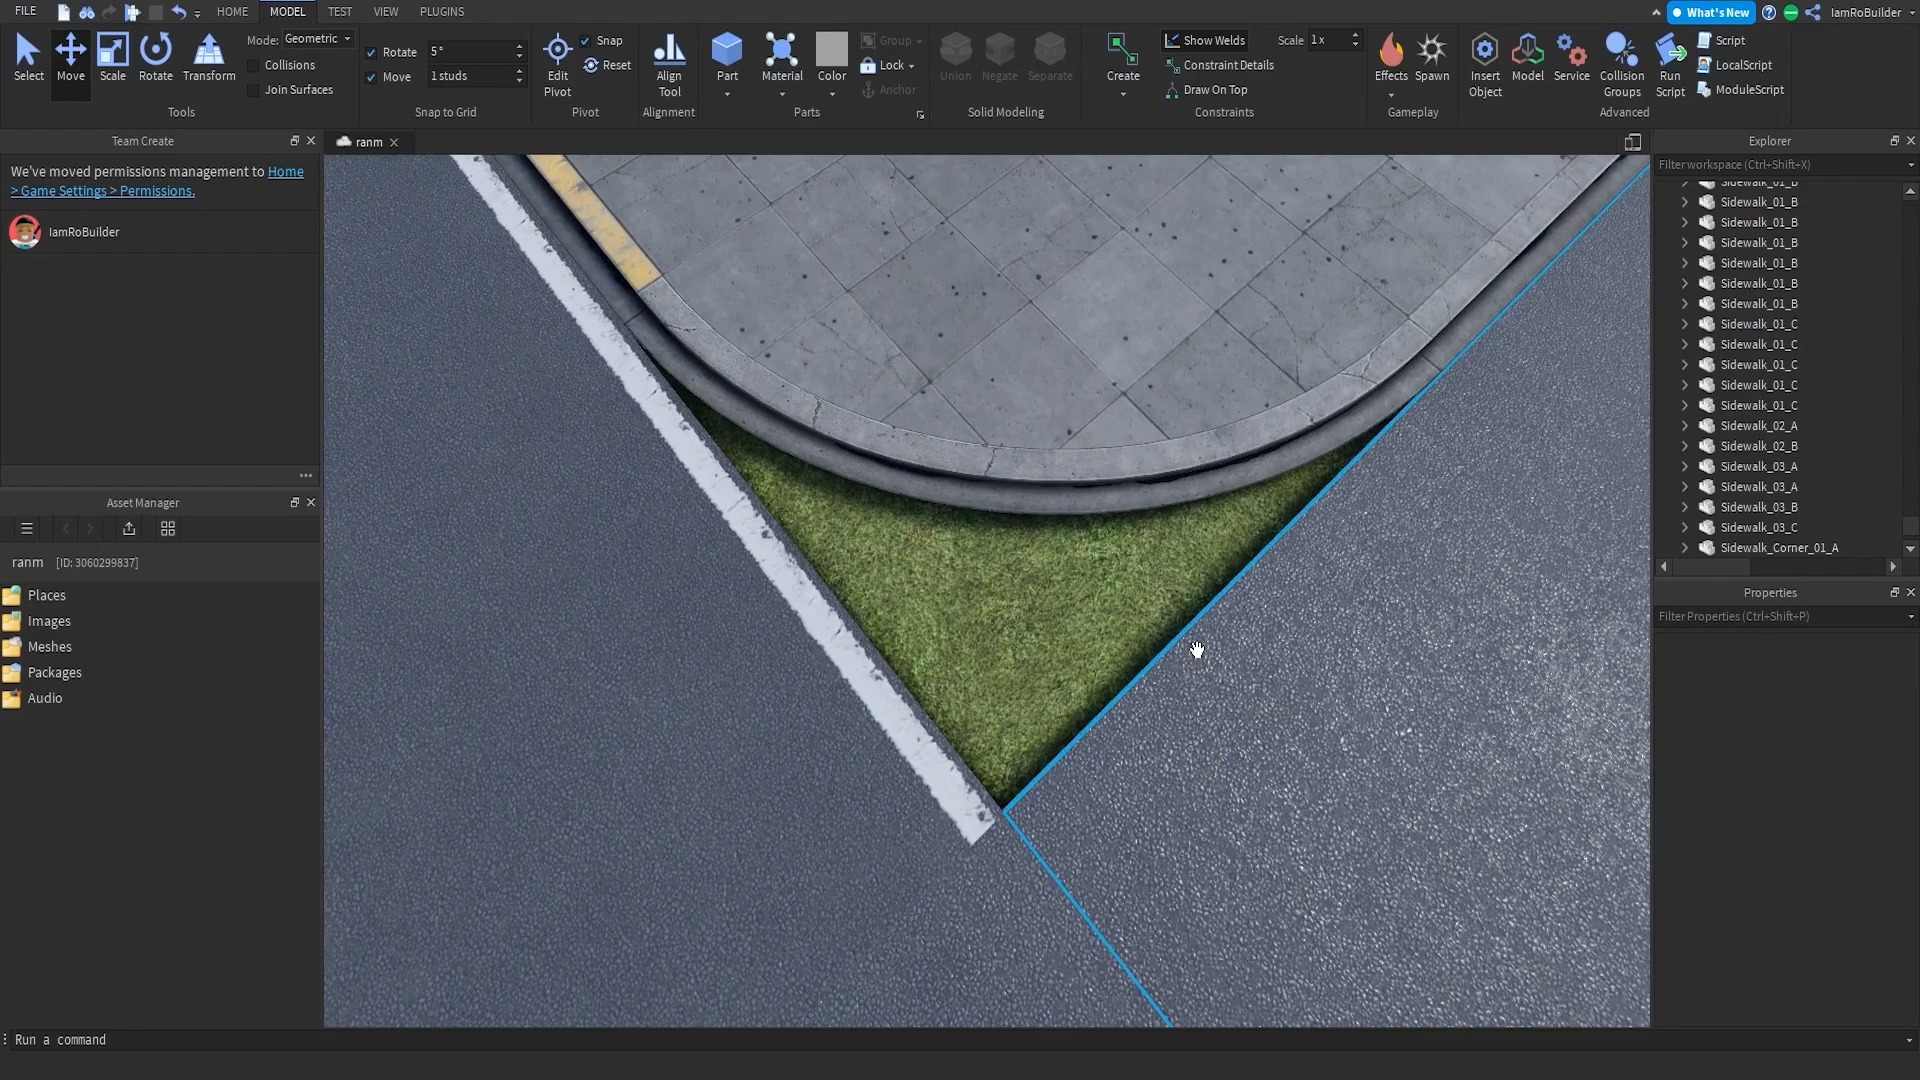 FILE HOME MODEL TEST VIEW PLUGINS What's New IamRoBuilder
Select Move Scale Rotate Transform
Mode: Geometric
Collisions
Join Surfaces
Tools
Rotate 5°
Move 1 studs
Snap to Grid
Edit Pivot
Snap
Reset
Pivot
Align Tool
Alignment
Part Material Color
Group
Lock
Anchor
Parts
Union Negate Separate
Solid Modeling
Create
Show Welds
Constraint Details
Draw On Top
Scale 1 x
Constraints
Effects Spawn
Gameplay
Insert Object
Model
Service
Collision Groups
Run Script
Script
LocalScript
ModuleScript
Advanced
Team Create
We've moved permissions management to Home
> Game Settings > Permissions.
IamRoBuilder
Asset Manager
ranm [ID: 3060299837]
Places
Images
Meshes
Packages
Audio
ranm
Explorer
Filter workspace (Ctrl+Shift+X)
Sidewalk_01_B
Sidewalk_01_B
Sidewalk_01_B
Sidewalk_01_B
Sidewalk_01_B
Sidewalk_01_B
Sidewalk_01_B
Sidewalk_01_C
Sidewalk_01_C
Sidewalk_01_C
Sidewalk_01_C
Sidewalk_01_C
Sidewalk_02_A
Sidewalk_02_B
Sidewalk_03_A
Sidewalk_03_A
Sidewalk_03_B
Sidewalk_03_C
Sidewalk_Corner_01_A
Properties
Filter Properties (Ctrl+Shift+P)
Run a command